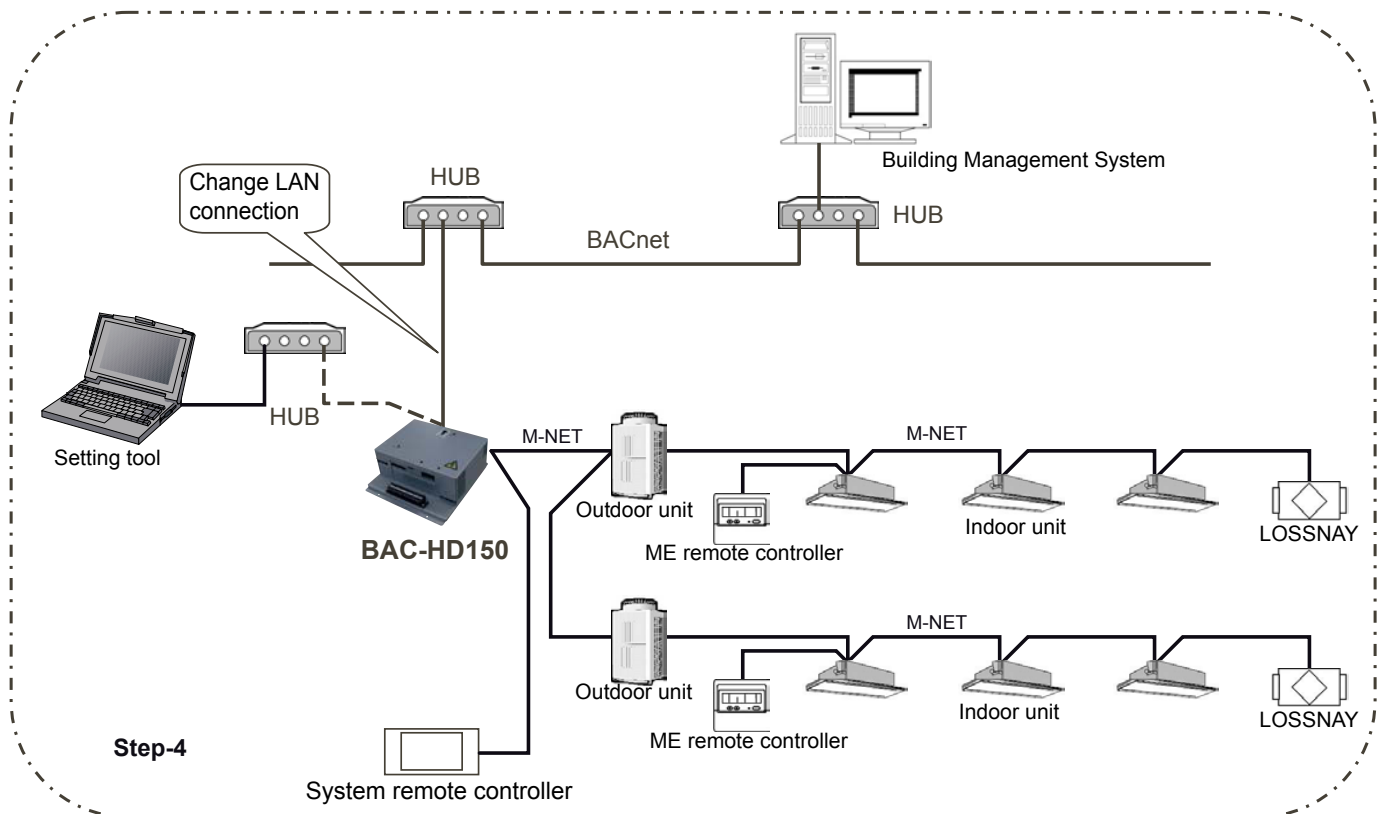 Building Management System
Change LAN
connection
HUB
HUB
BACnet
HUB
Setting tool
M-NET
M-NET
Outdoor unit
ME remote controller
Indoor unit
LOSSNAY
BAC-HD150
M-NET
Outdoor unit
ME remote controller
Indoor unit
LOSSNAY
Step-4
System remote controller